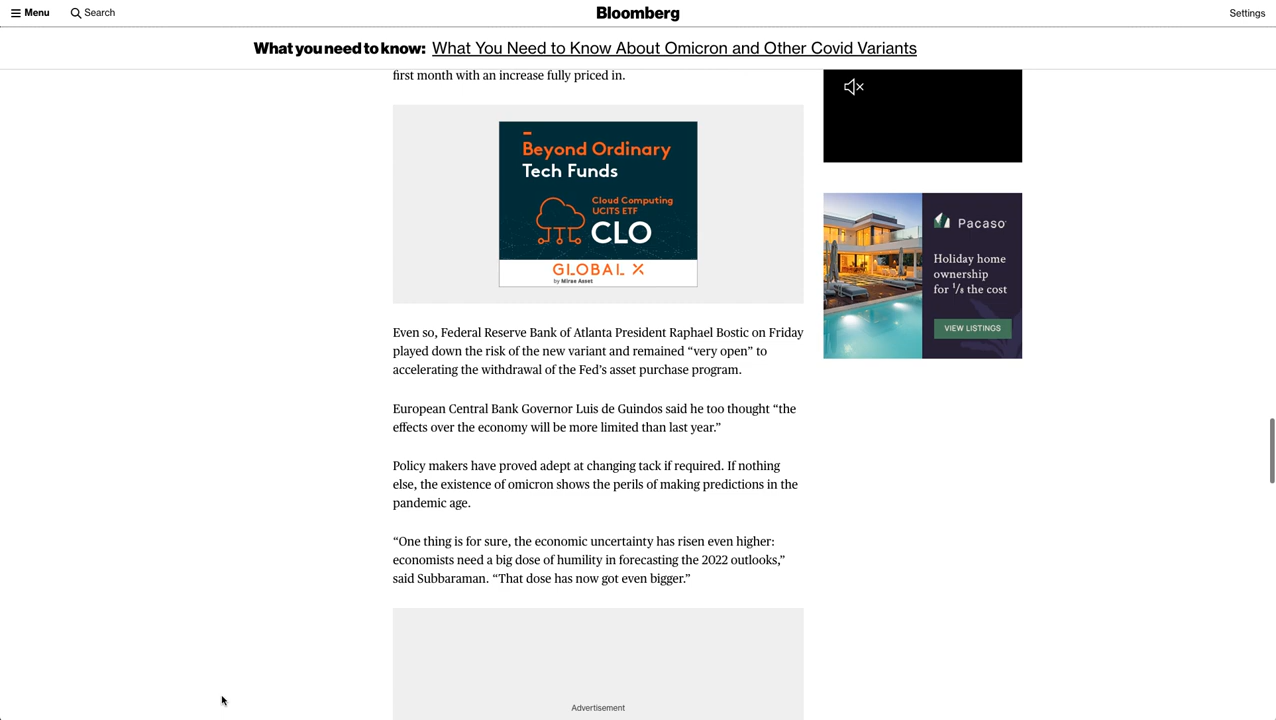 Menu
Search
Bloomberg
Settings
What you need to know: What You Need to Know About Omicron and Other Covid Variants
first month with an increase fully priced in.
Beyond Ordinary
Tech Funds
Cloud Computing
UCITS ETF
CLO
GLOBAL X
by Mirae Asset
Pacaso
Holiday home
ownership
for ⅛ the cost
VIEW LISTINGS
Even so, Federal Reserve Bank of Atlanta President Raphael Bostic on Friday
played down the risk of the new variant and remained “very open” to
accelerating the withdrawal of the Fed’s asset purchase program.
European Central Bank Governor Luis de Guindos said he too thought “the
effects over the economy will be more limited than last year.”
Policy makers have proved adept at changing tack if required. If nothing
else, the existence of omicron shows the perils of making predictions in the
pandemic age.
“One thing is for sure, the economic uncertainty has risen even higher:
economists need a big dose of humility in forecasting the 2022 outlooks,”
said Subbaraman. “That dose has now got even bigger.”
Advertisement